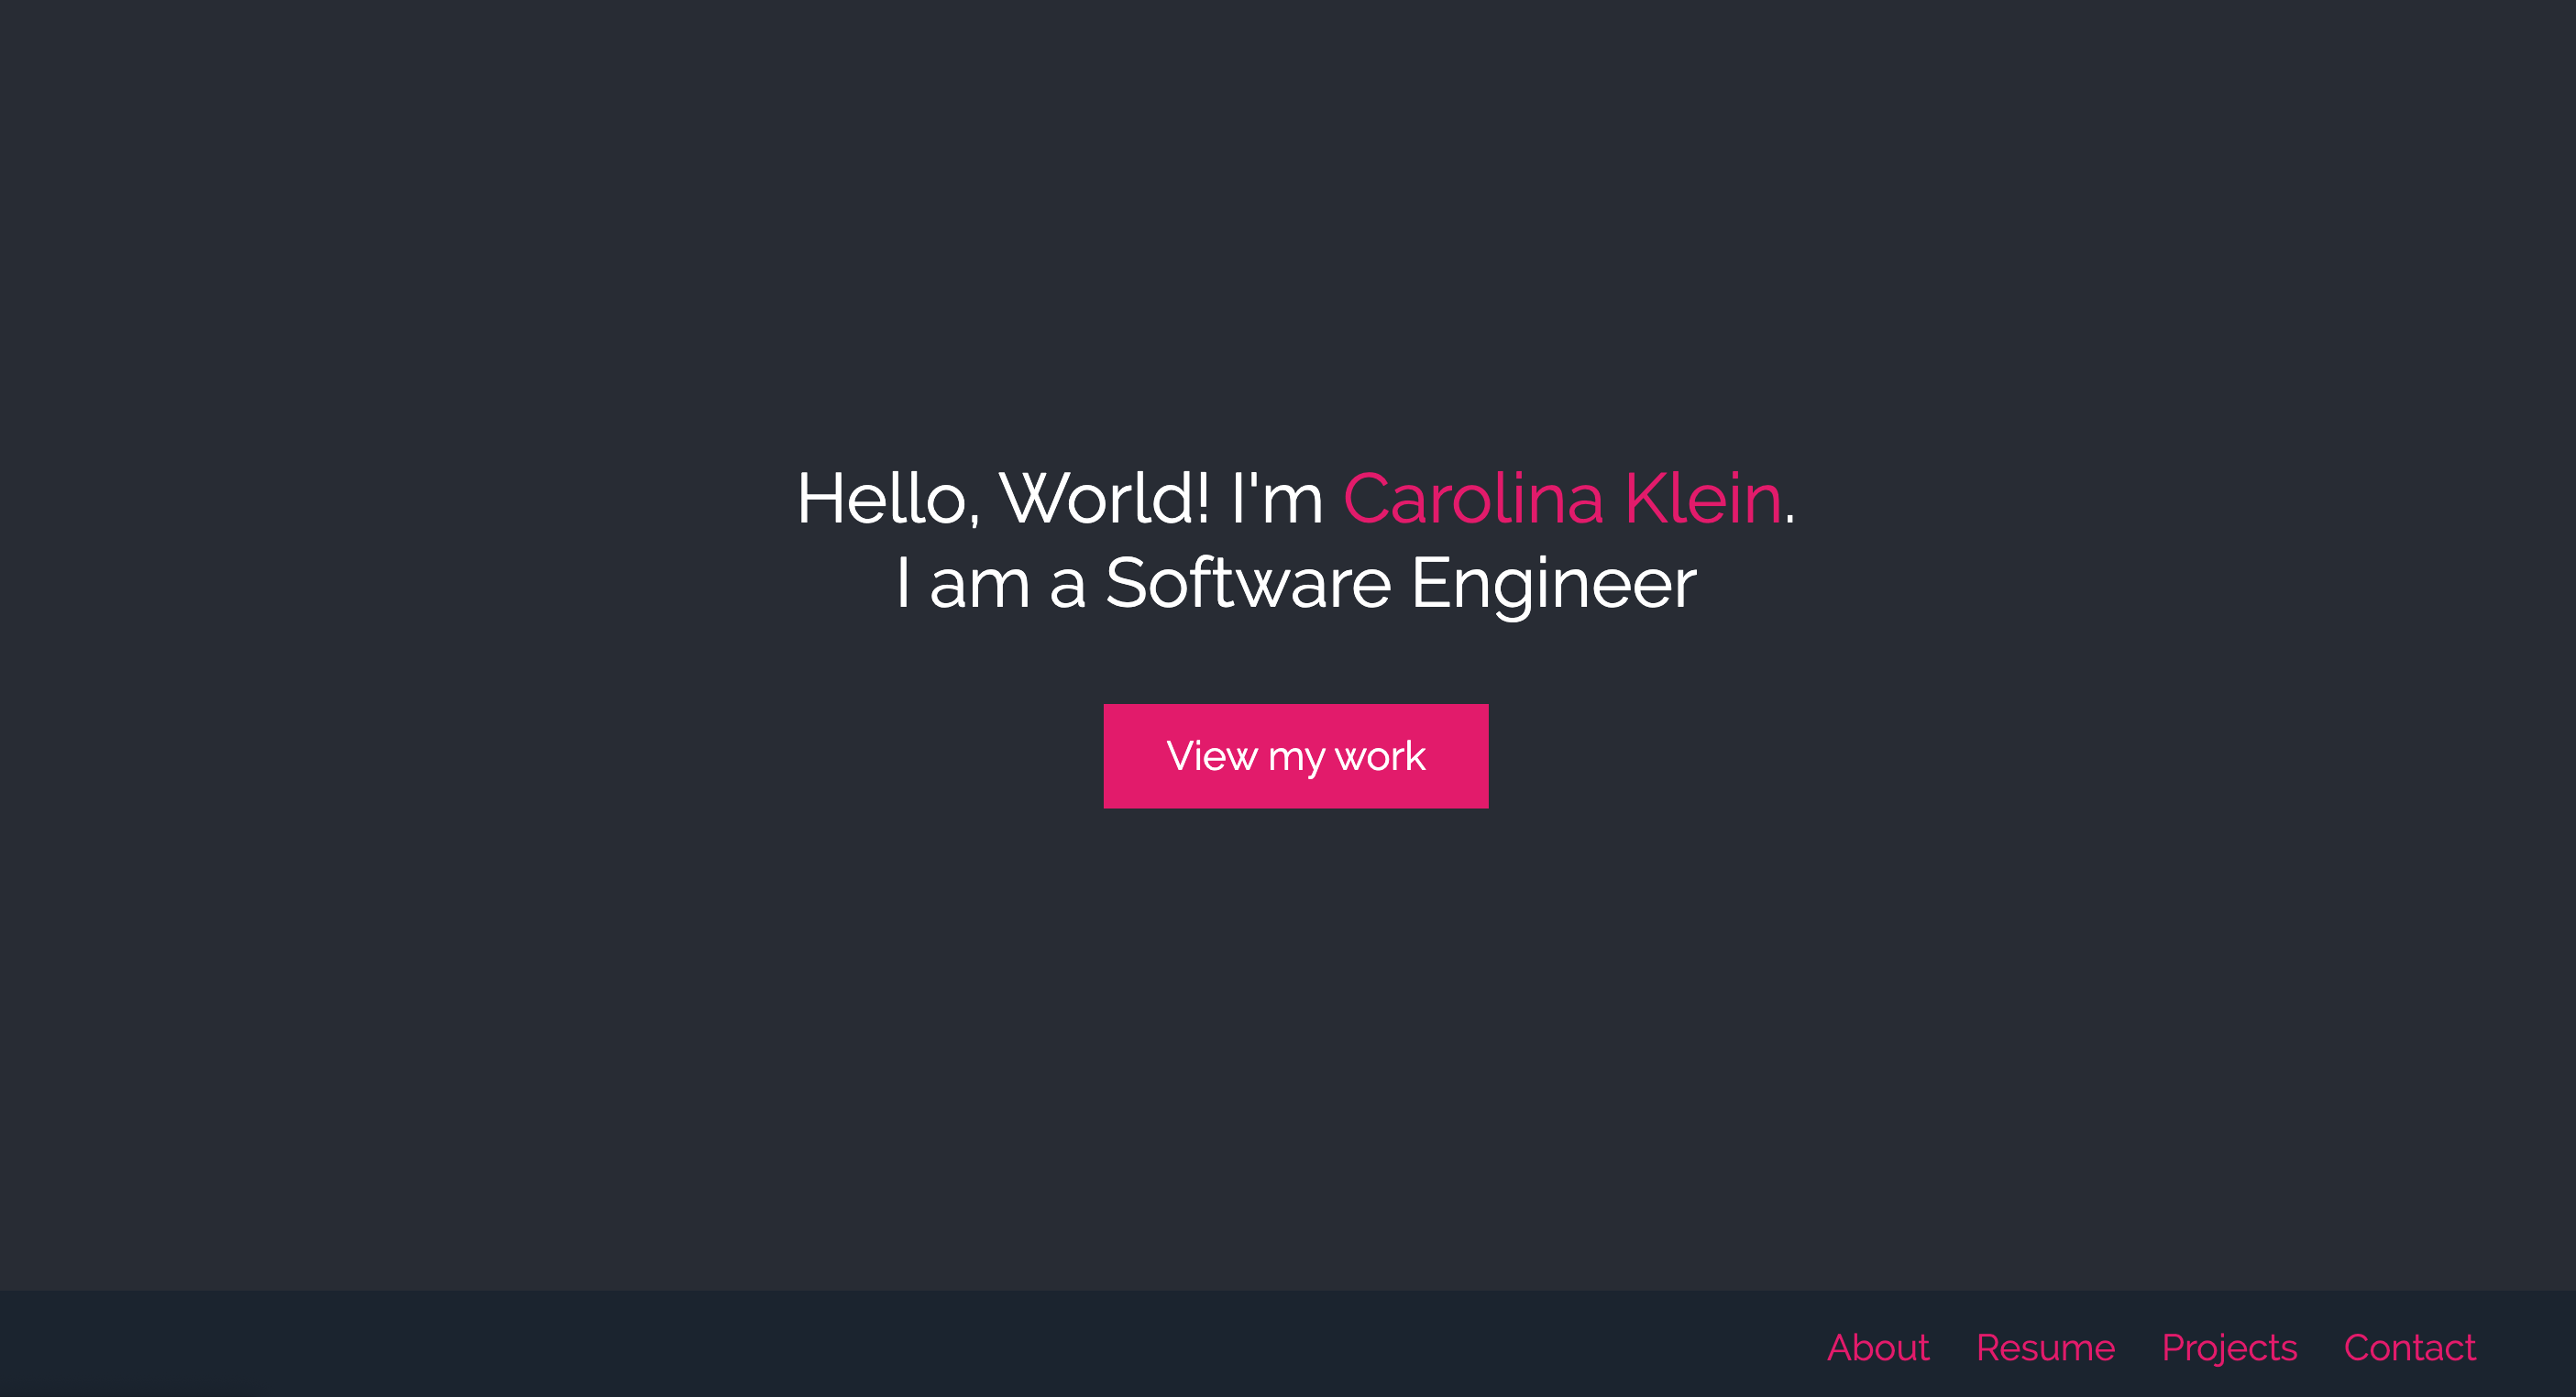 Hello, World! I'm Carolina Klein.
I am a Software Engineer
View my work
About Resume Projects Contact